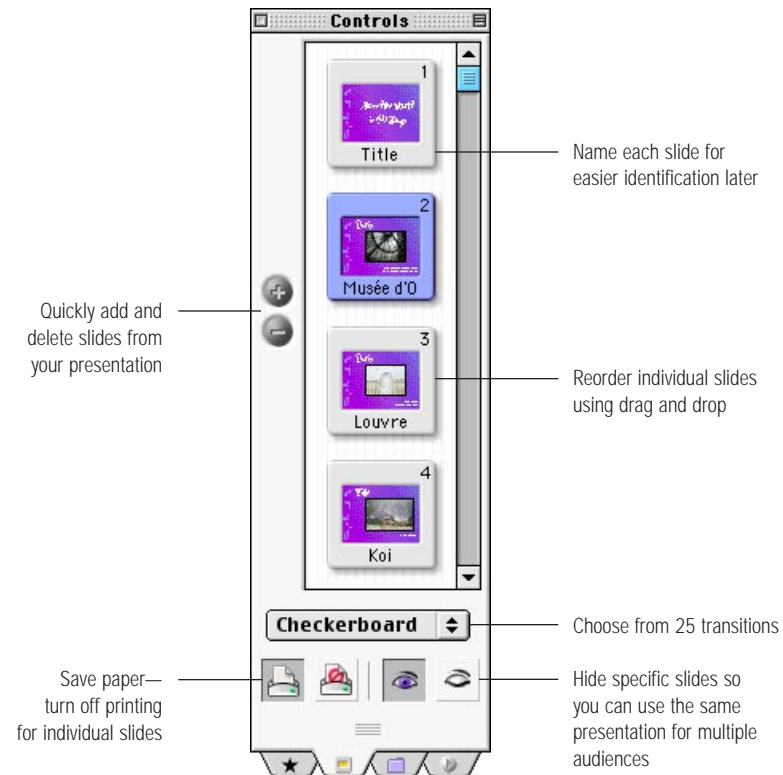 Controls
1
Title
Name each slide for
easier identification later
2
Musée d'O
Quickly add and
delete slides from
your presentation
3
Louvre
Reorder individual slides
using drag and drop
4
Koi
Checkerboard
Choose from 25 transitions
Save paper—
turn off printing
for individual slides
Hide specific slides so
you can use the same
presentation for multiple
audiences